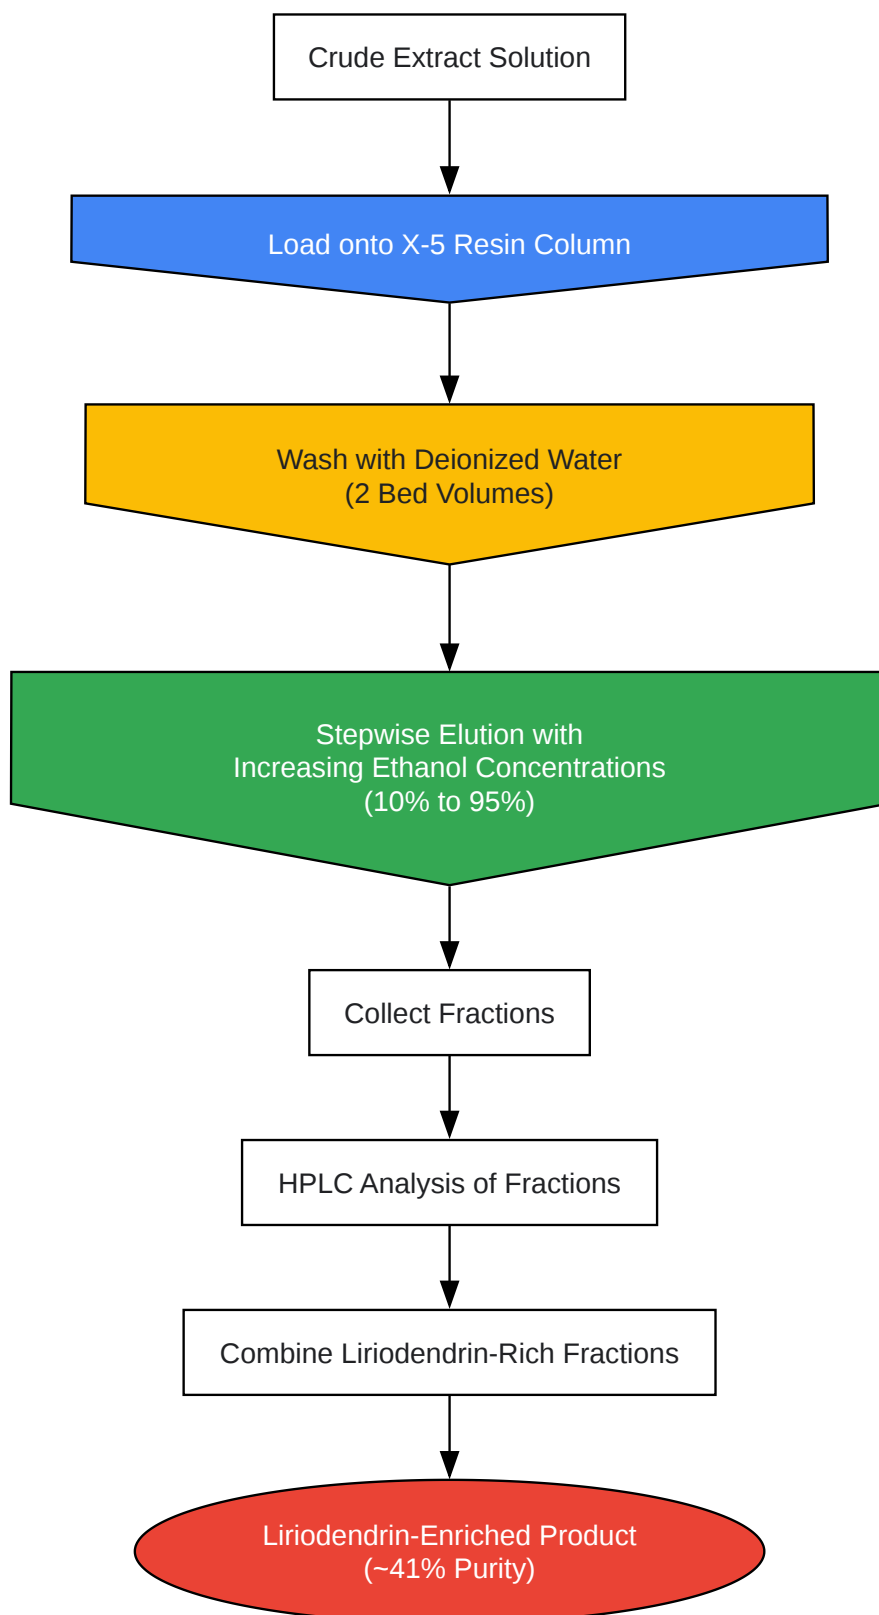 Crude Extract Solution
Load onto X-5 Resin Column
Wash with Deionized Water
(2 Bed Volumes)
Stepwise Elution with
Increasing Ethanol Concentrations
(10% to 95%)
Collect Fractions
HPLC Analysis of Fractions
Combine Liriodendrin-Rich Fractions
Liriodendrin-Enriched Product
(~41% Purity)